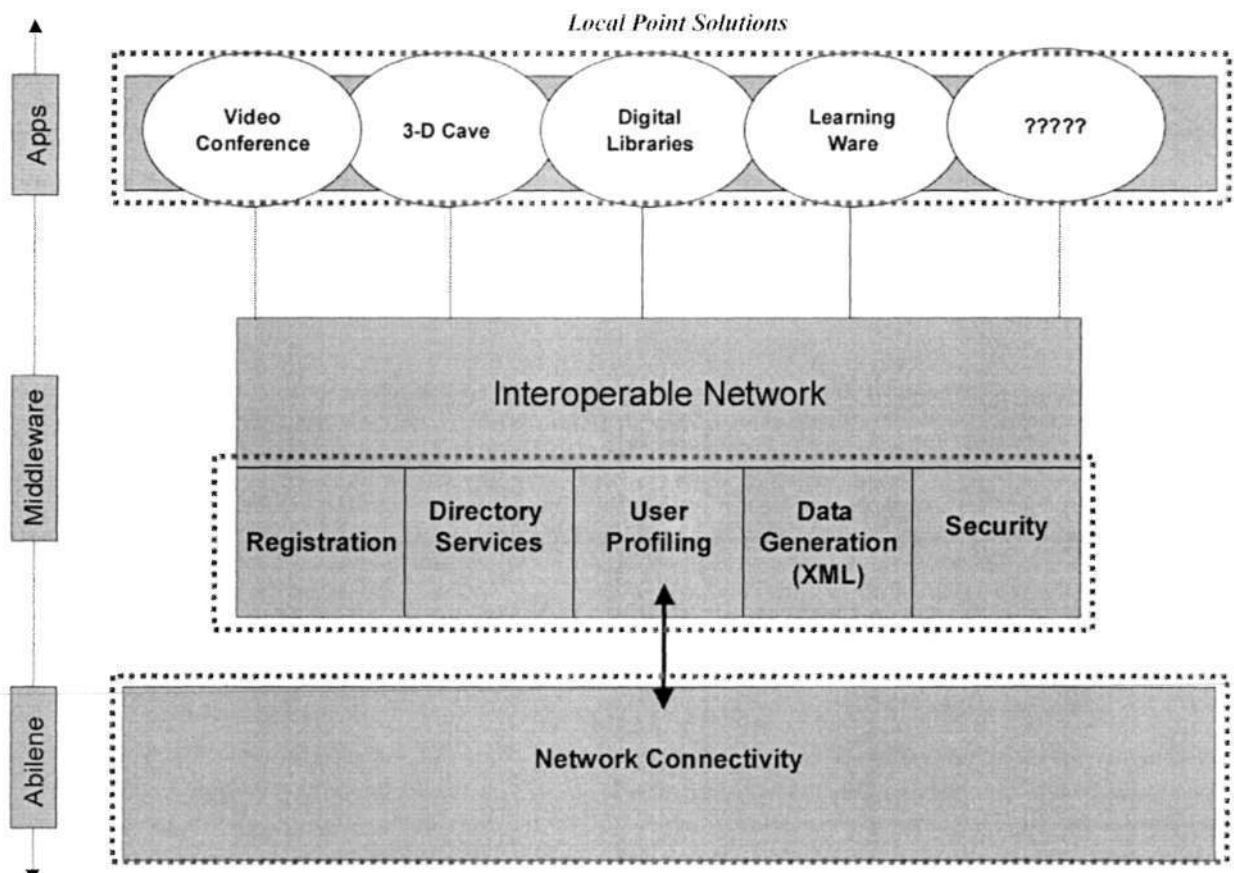 Local Point Solutions
Apps
Video
Conference
3-D Cave
Digital
Libraries
Learning
Ware
?????
Middleware
Interoperable Network
Registration
Directory
Services
User
Profiling
Data
Generation
(XML)
Security
Abilene
Network Connectivity